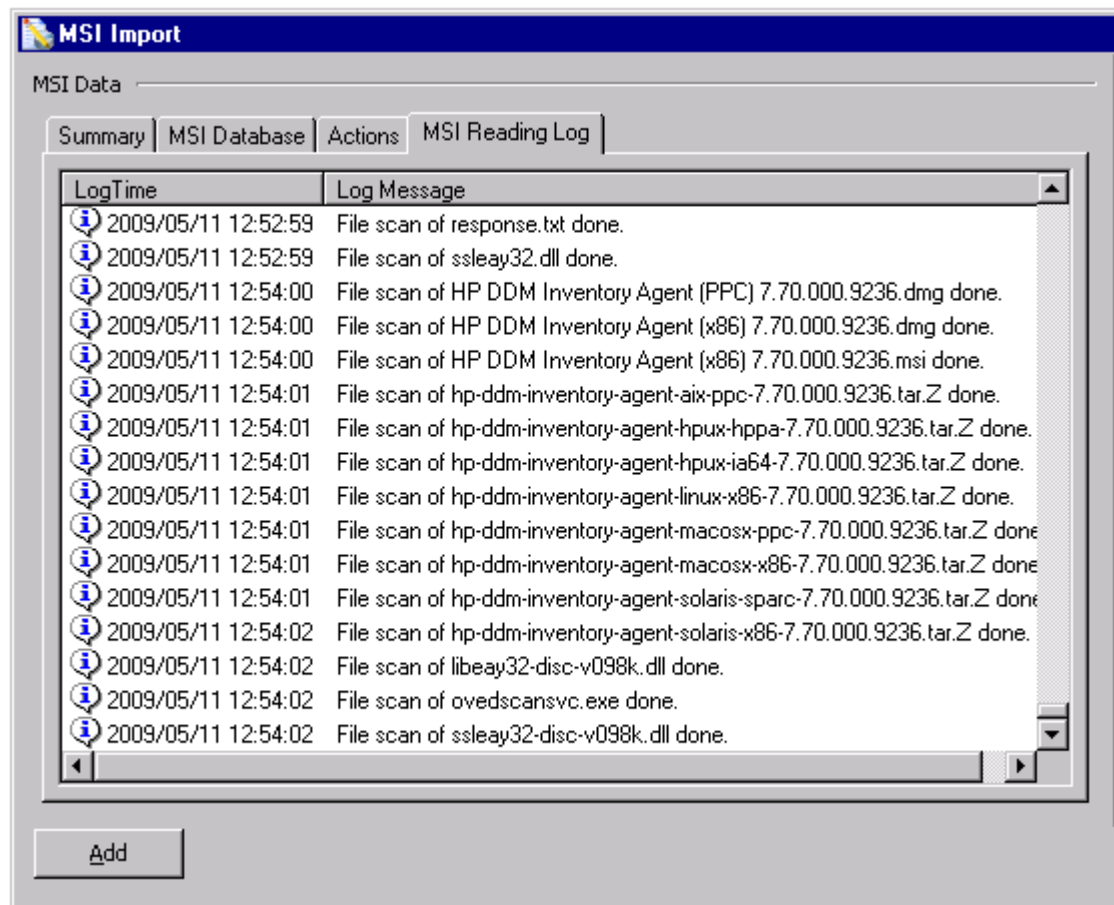 MSI Import
MSI Data
Summary MSI Database Actions MSI Reading Log
LogTime Log Message
2009/05/11 12:52:59 File scan of response.txt done.
2009/05/11 12:52:59 File scan of ssleay32.dll done.
2009/05/11 12:54:00 File scan of HP DDM Inventory Agent (PPC) 7.70.000.9236.dmg done.
2009/05/11 12:54:00 File scan of HP DDM Inventory Agent (x86) 7.70.000.9236.dmg done.
2009/05/11 12:54:00 File scan of HP DDM Inventory Agent (x86) 7.70.000.9236.msi done.
2009/05/11 12:54:01 File scan of hp-ddm-inventory-agent-aix-ppc-7.70.000.9236.tar.Z done.
2009/05/11 12:54:01 File scan of hp-ddm-inventory-agent-hpux-hppa-7.70.000.9236.tar.Z done.
2009/05/11 12:54:01 File scan of hp-ddm-inventory-agent-hpux-ia64-7.70.000.9236.tar.Z done.
2009/05/11 12:54:01 File scan of hp-ddm-inventory-agent-linux-x86-7.70.000.9236.tar.Z done.
2009/05/11 12:54:01 File scan of hp-ddm-inventory-agent-macosx-ppc-7.70.000.9236.tar.Z done
2009/05/11 12:54:01 File scan of hp-ddm-inventory-agent-macosx-x86-7.70.000.9236.tar.Z done
2009/05/11 12:54:01 File scan of hp-ddm-inventory-agent-solaris-sparc-7.70.000.9236.tar.Z done
2009/05/11 12:54:02 File scan of hp-ddm-inventory-agent-solaris-x86-7.70.000.9236.tar.Z done.
2009/05/11 12:54:02 File scan of libeay32-disc-v098k.dll done.
2009/05/11 12:54:02 File scan of ovedscansvc.exe done.
2009/05/11 12:54:02 File scan of ssleay32-disc-v098k.dll done.
Add